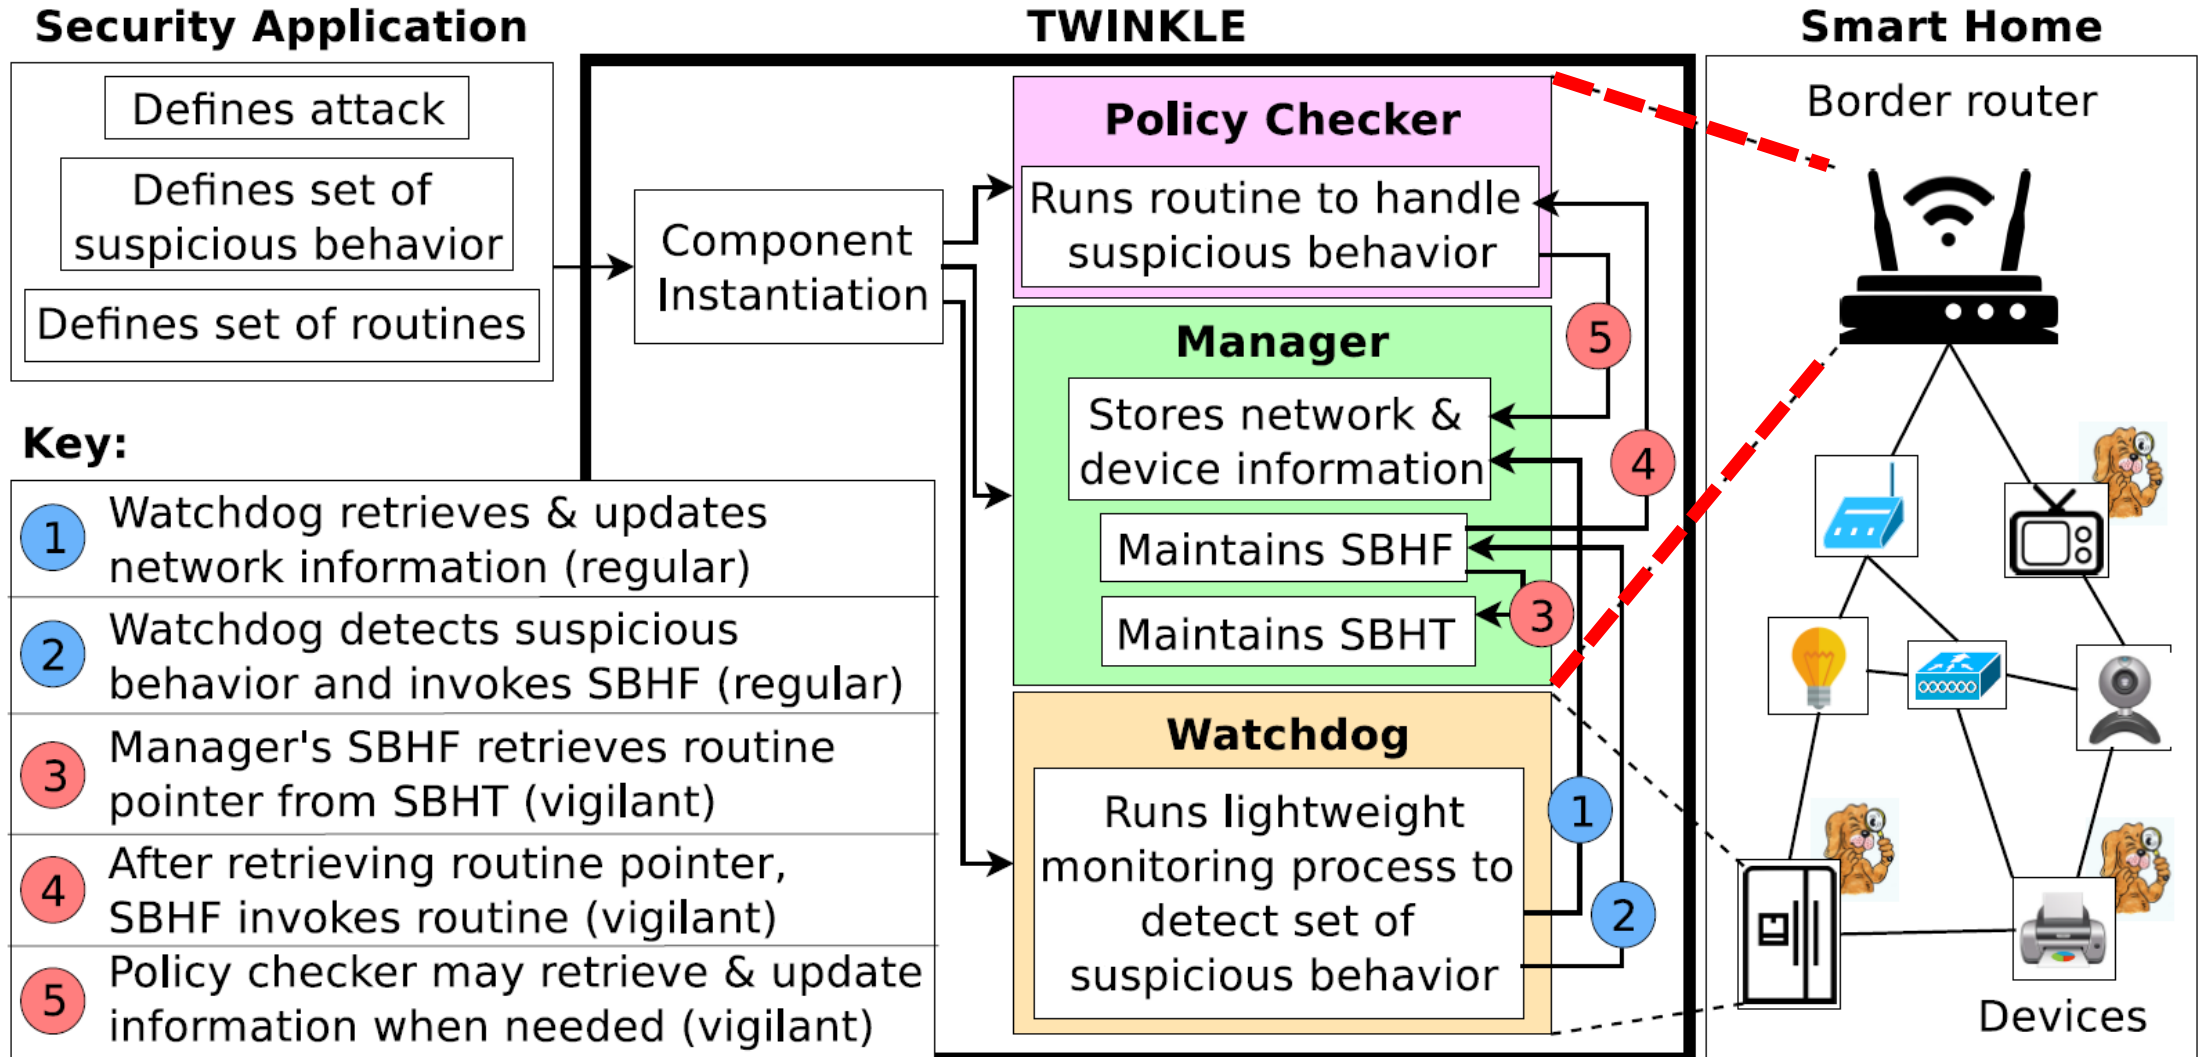 Security Application
Defines attack
Defines set of
suspicious behavior
Defines set of routines
Key:
1
Watchdog retrieves & updates
network information (regular)
2
Watchdog detects suspicious
behavior and invokes SBHF (regular)
3
Manager's SBHF retrieves routine
pointer from SBHT (vigilant)
4
After retrieving routine pointer,
SBHF invokes routine (vigilant)
5
Policy checker may retrieve & update
information when needed (vigilant)
TWINKLE
Component
Instantiation
Policy Checker
Runs routine to handle
suspicious behavior
Manager
Stores network &
device information
Maintains SBHF
Maintains SBHT
Watchdog
Runs lightweight
monitoring process to
detect set of
suspicious behavior
5
4
3
1
2
Smart Home
Border router
Devices